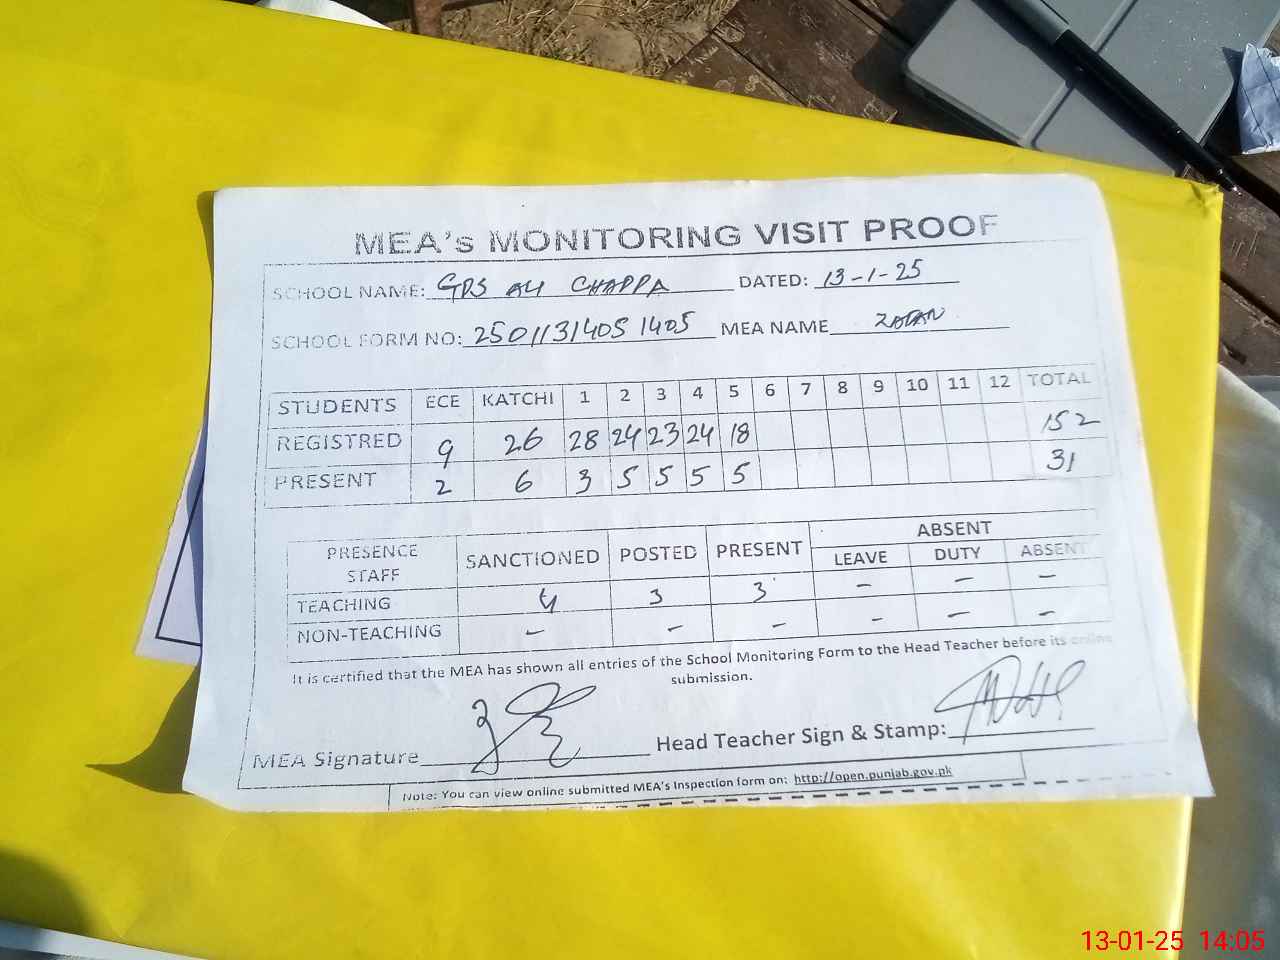 MEA's MONITORING VISIT PROOF
SCHOOL NAME: GPS ALI CHAPPA DATED: 13-1-25
SCHOOL FORM NO: 2501131405 1405 MEA NAME
STUDENTS ECE KATCHI 1 2 3 4 5 6 7 8 9 10 11 12 TOTAL
REGISTRED 9 26 28 24 23 24 18 152
PRESENT 2 6 3 5 5 5 5 31
PRESENCE STAFF SANCTIONED POSTED PRESENT ABSENT
LEAVE DUTY ABSENT
TEACHING 4 3 3 - - -
NON-TEACHING - - - - - -
It is certified that the MEA has shown all entries of the School Monitoring Form to the Head Teacher before its online
submission.
MEA Signature Head Teacher Sign & Stamp:
Note: You can view online submitted MEA's Inspection form on: http://open.punjab.gov.pk
13-01-25 14:05